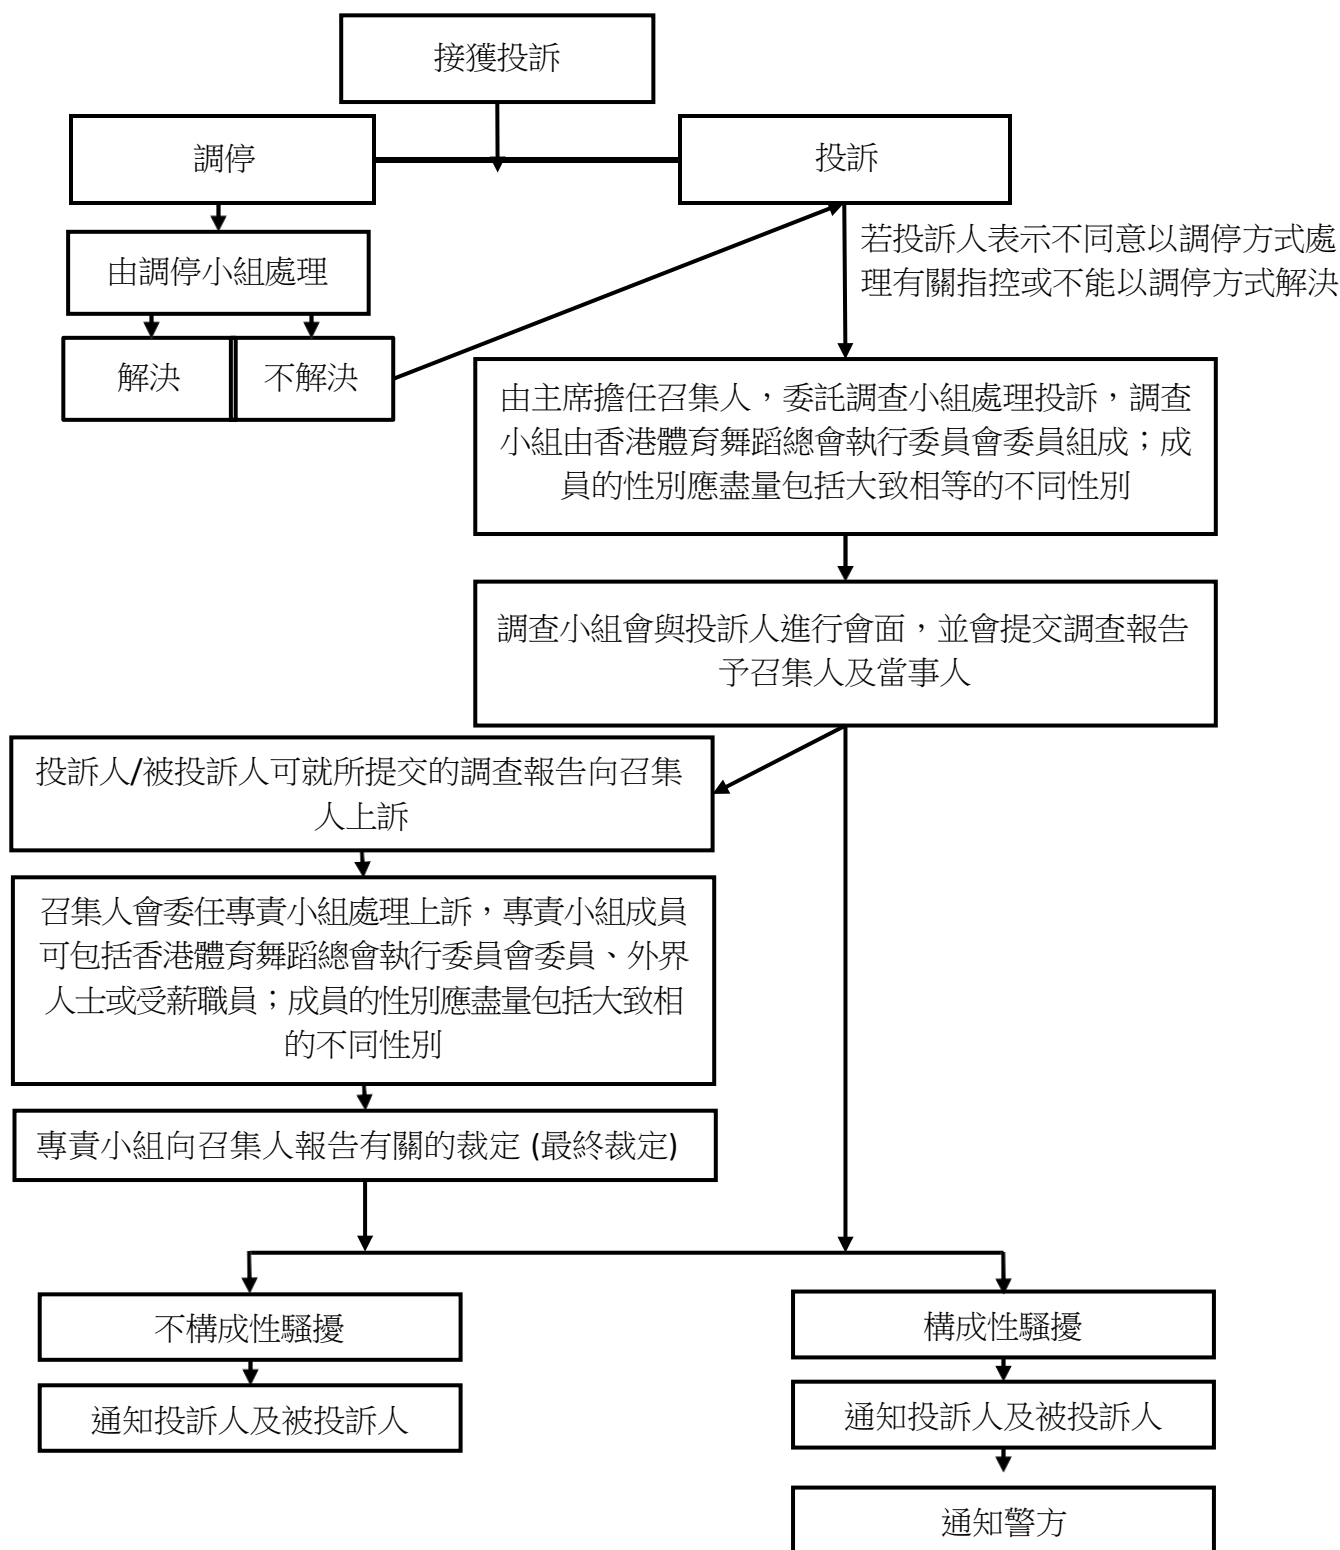 接獲投訴
調停
投訴
由調停小組處理
若投訴人表示不同意以調停方式處
理有關指控或不能以調停方式解決
解決
不解決
由主席擔任召集人，委託調查小組處理投訴，調查
小組由香港體育舞蹈總會執行委員會委員組成；成
員的性別應盡量包括大致相等的不同性別
調查小組會與投訴人進行會面，並會提交調查報告
予召集人及當事人
投訴人/被投訴人可就所提交的調查報告向召集
人上訴
召集人會委任專責小組處理上訴，專責小組成員
可包括香港體育舞蹈總會執行委員會委員、外界
人士或受薪職員；成員的性別應盡量包括大致相
的不同性別
專責小組向召集人報告有關的裁定 (最終裁定)
不構成性騷擾
構成性騷擾
通知投訴人及被投訴人
通知投訴人及被投訴人
通知警方